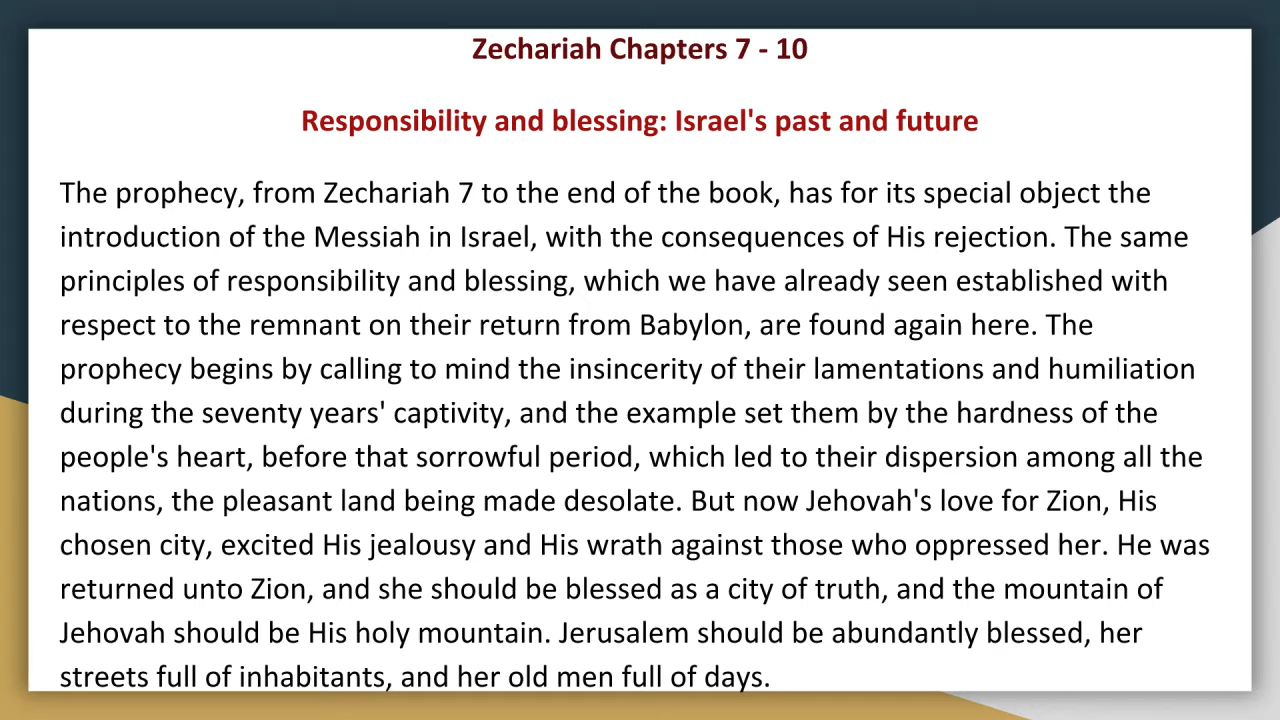 Zechariah Chapters 7 - 10
Responsibility and blessing: Israel's past and future
The prophecy, from Zechariah 7 to the end of the book, has for its special object the
introduction of the Messiah in Israel, with the consequences of His rejection. The same
principles of responsibility and blessing, which we have already seen established with
respect to the remnant on their return from Babylon, are found again here. The
prophecy begins by calling to mind the insincerity of their lamentations and humiliation
during the seventy years' captivity, and the example set them by the hardness of the
people's heart, before that sorrowful period, which led to their dispersion among all the
nations, the pleasant land being made desolate. But now Jehovah's love for Zion, His
chosen city, excited His jealousy and His wrath against those who oppressed her. He was
returned unto Zion, and she should be blessed as a city of truth, and the mountain of
Jehovah should be His holy mountain. Jerusalem should be abundantly blessed, her
streets full of inhabitants, and her old men full of days.